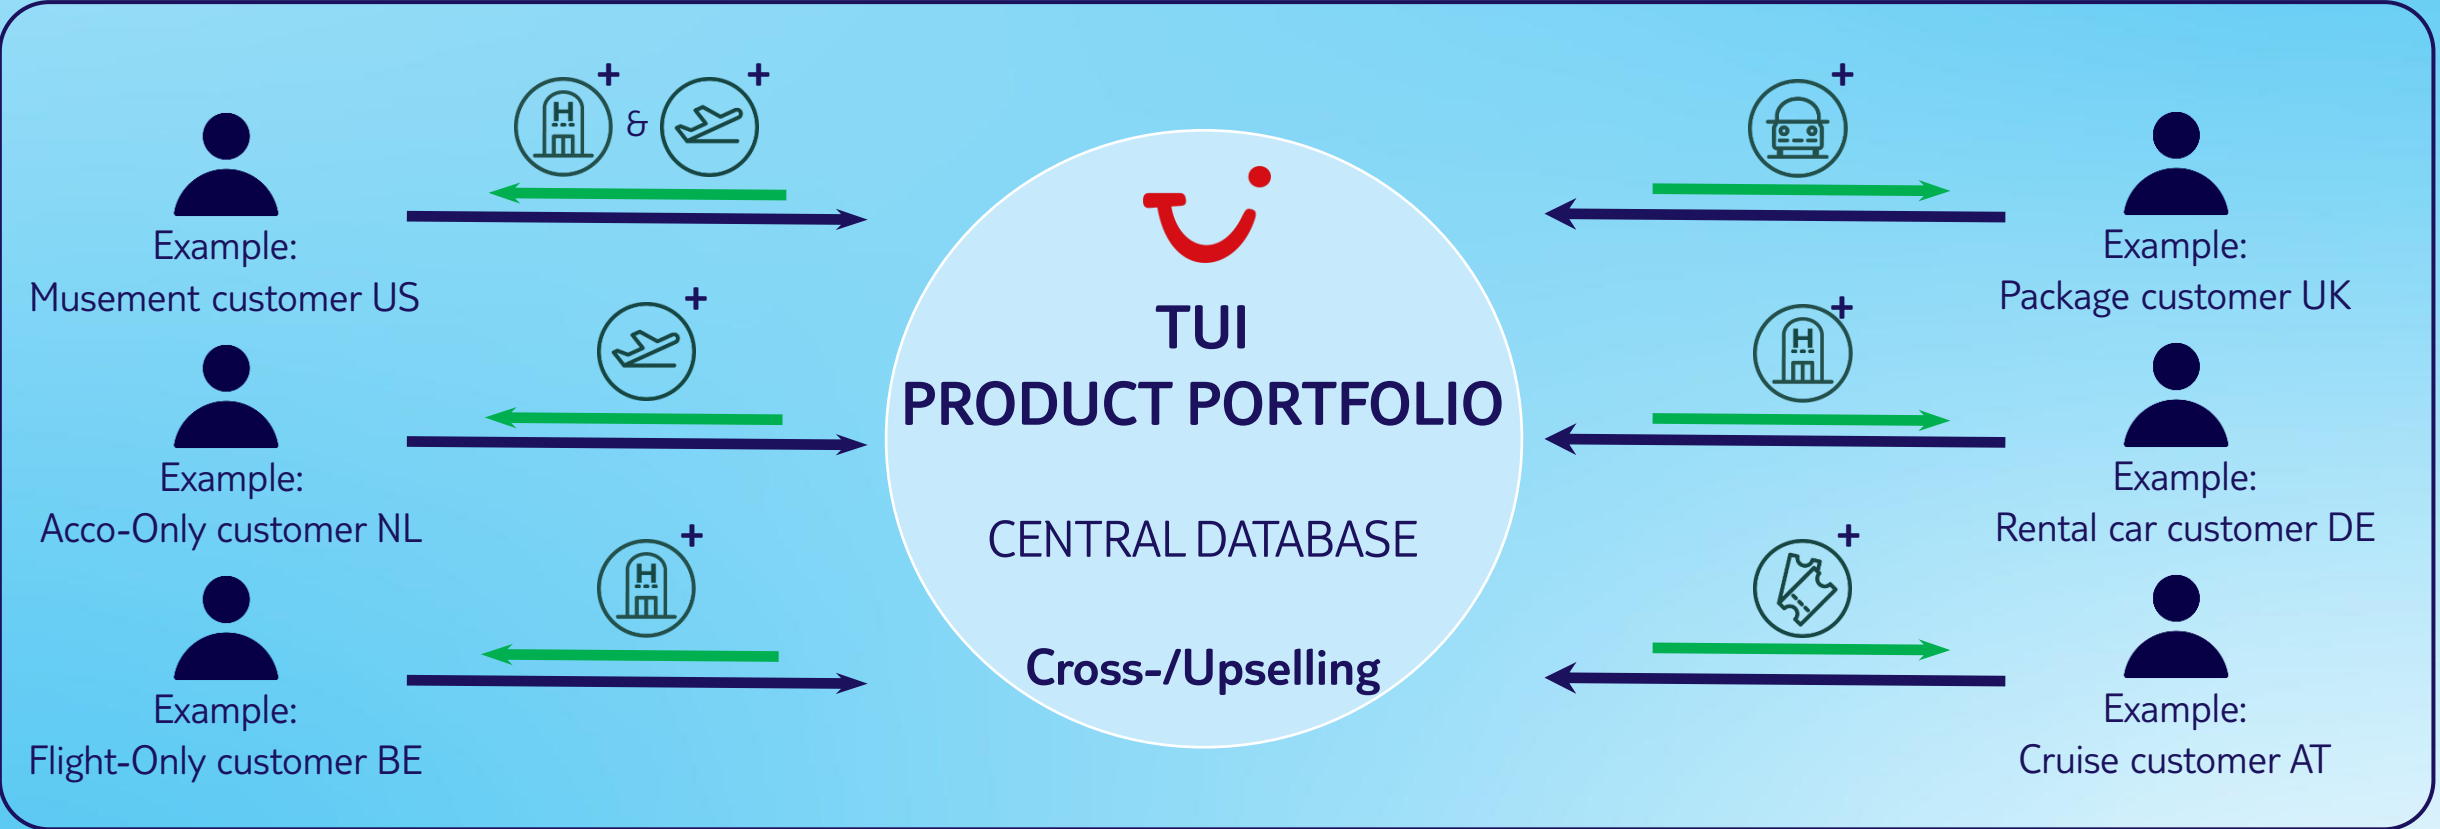 &
Example:
Musement customer US
Example:
Acco-Only customer NL
Example:
Flight-Only customer BE
TUI
PRODUCT PORTFOLIO
CENTRAL DATABASE
Cross-/Upselling
Example:
Package customer UK
Example:
Rental car customer DE
Example:
Cruise customer AT